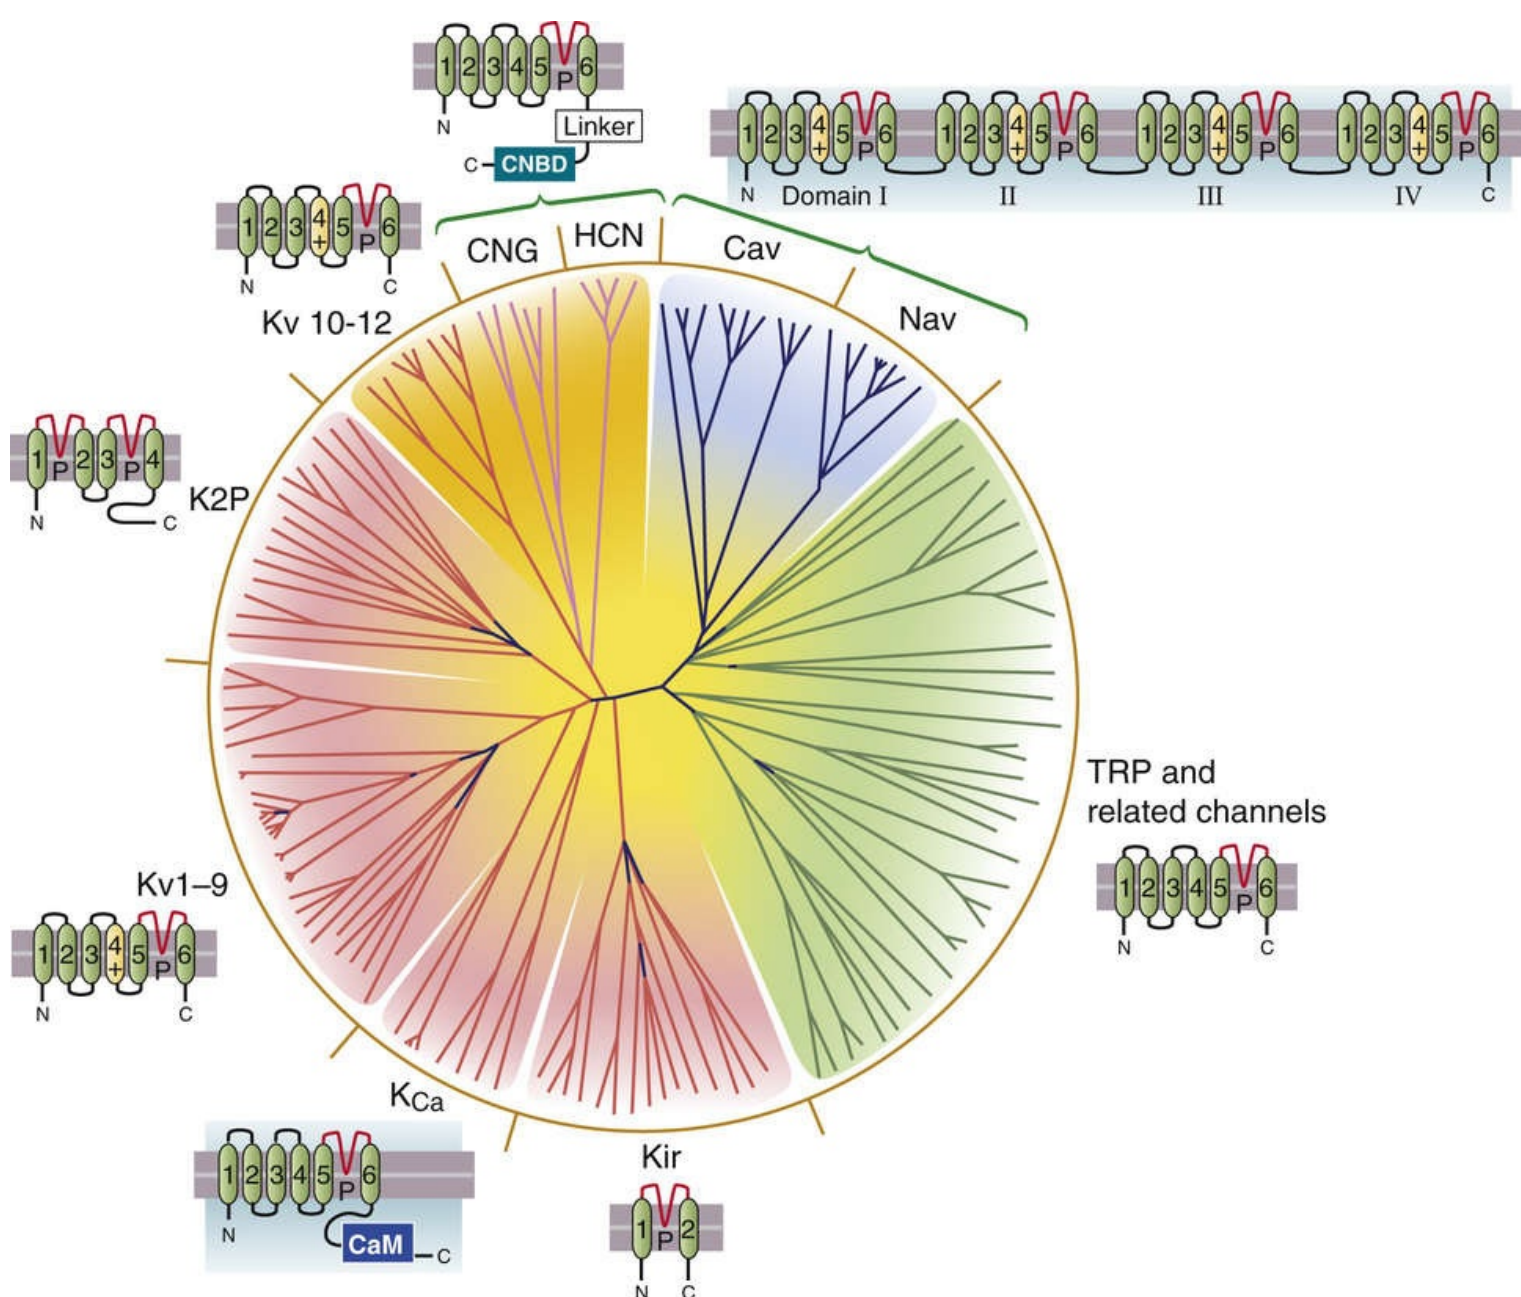 1 2 3 4 5 P 6
N
Linker
C CNBD
1 2 3 4 + 5 P 6 1 2 3 4 + 5 P 6 1 2 3 4 + 5 P 6 1 2 3 4 + 5 P 6
N Domain I II III IV C
1 2 3 4 + 5 P 6
N C
Kv 10-12
CNG
HCN
Cav
Nav
1 P 2 3 P 4
N C
K2P
TRP and
related channels
1 2 3 4 5 P 6
N C
Kv1–9
1 2 3 4 + 5 P 6
N C
KCa
1 2 3 4 5 P 6
N
CaM C
Kir
1 P 2
N C